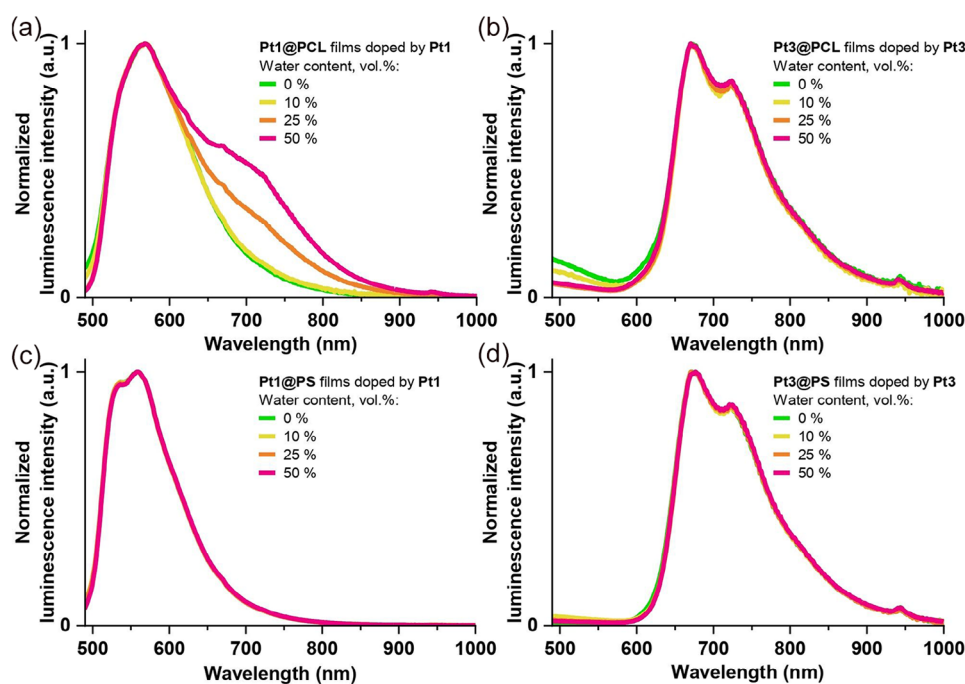 (a)
Normalized
luminescence intensity (a.u.)
1
0
Pt1@PCL films doped by Pt1
Water content, vol.%:
0 %
10 %
25 %
50 %
500 600 700 800 900 1000
Wavelength (nm)
(b)
Normalized
luminescence intensity (a.u.)
1
0
Pt3@PCL films doped by Pt3
Water content, vol.%:
0 %
10 %
25 %
50 %
500 600 700 800 900 1000
Wavelength (nm)
(c)
Normalized
luminescence intensity (a.u.)
1
0
Pt1@PS films doped by Pt1
Water content, vol.%:
0 %
10 %
25 %
50 %
500 600 700 800 900 1000
Wavelength (nm)
(d)
Normalized
luminescence intensity (a.u.)
1
0
Pt3@PS films doped by Pt3
Water content, vol.%:
0 %
10 %
25 %
50 %
500 600 700 800 900 1000
Wavelength (nm)